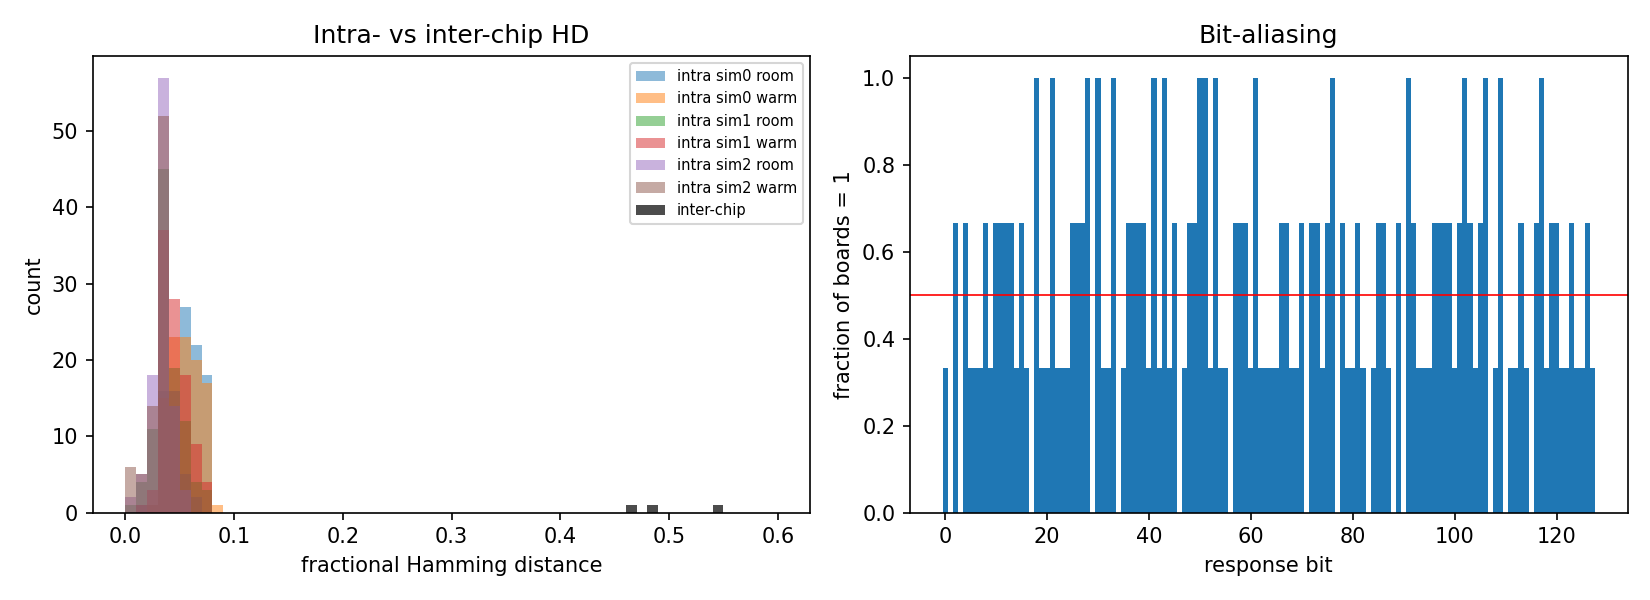 Intra- vs inter-chip HD
count
50
40
30
20
10
0
0.0 0.1 0.2 0.3 0.4 0.5 0.6
fractional Hamming distance
intra sim0 room
intra sim0 warm
intra sim1 room
intra sim1 warm
intra sim2 room
intra sim2 warm
inter-chip
Bit-aliasing
fraction of boards = 1
1.0
0.8
0.6
0.4
0.2
0.0
0 20 40 60 80 100 120
response bit